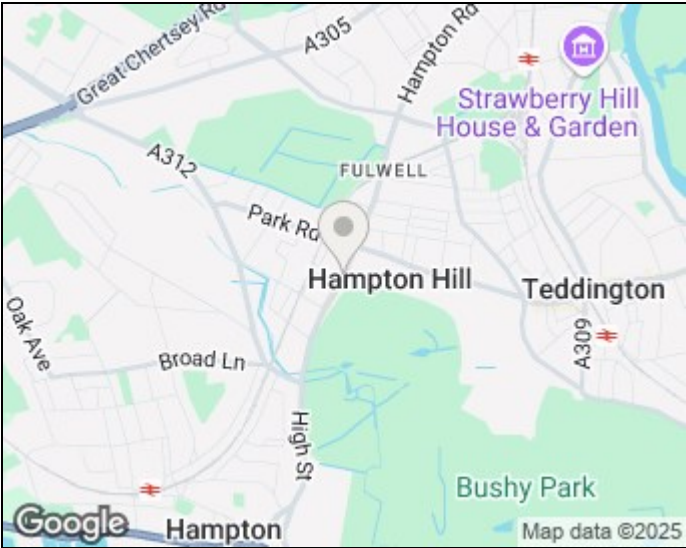 Great Chertsey Rd
A305
Hampton Rd
Strawberry Hill
House & Garden
A312
FULWELL
Park Rd
Hampton Hill
Teddington
Oak Ave
Broad Ln
A309
High St
Bushy Park
Google
Hampton
Map data ©2025